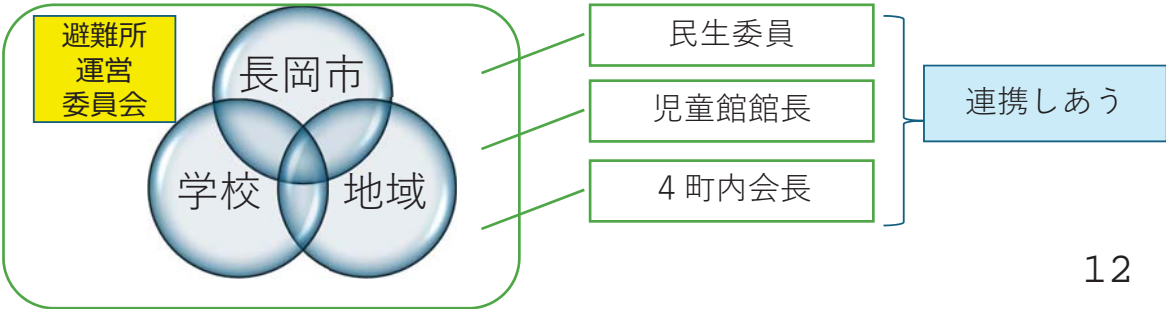 避難所
運営
委員会
長岡市
学校
地域
民生委員
児童館館長
４町内会長
連携しあう
12